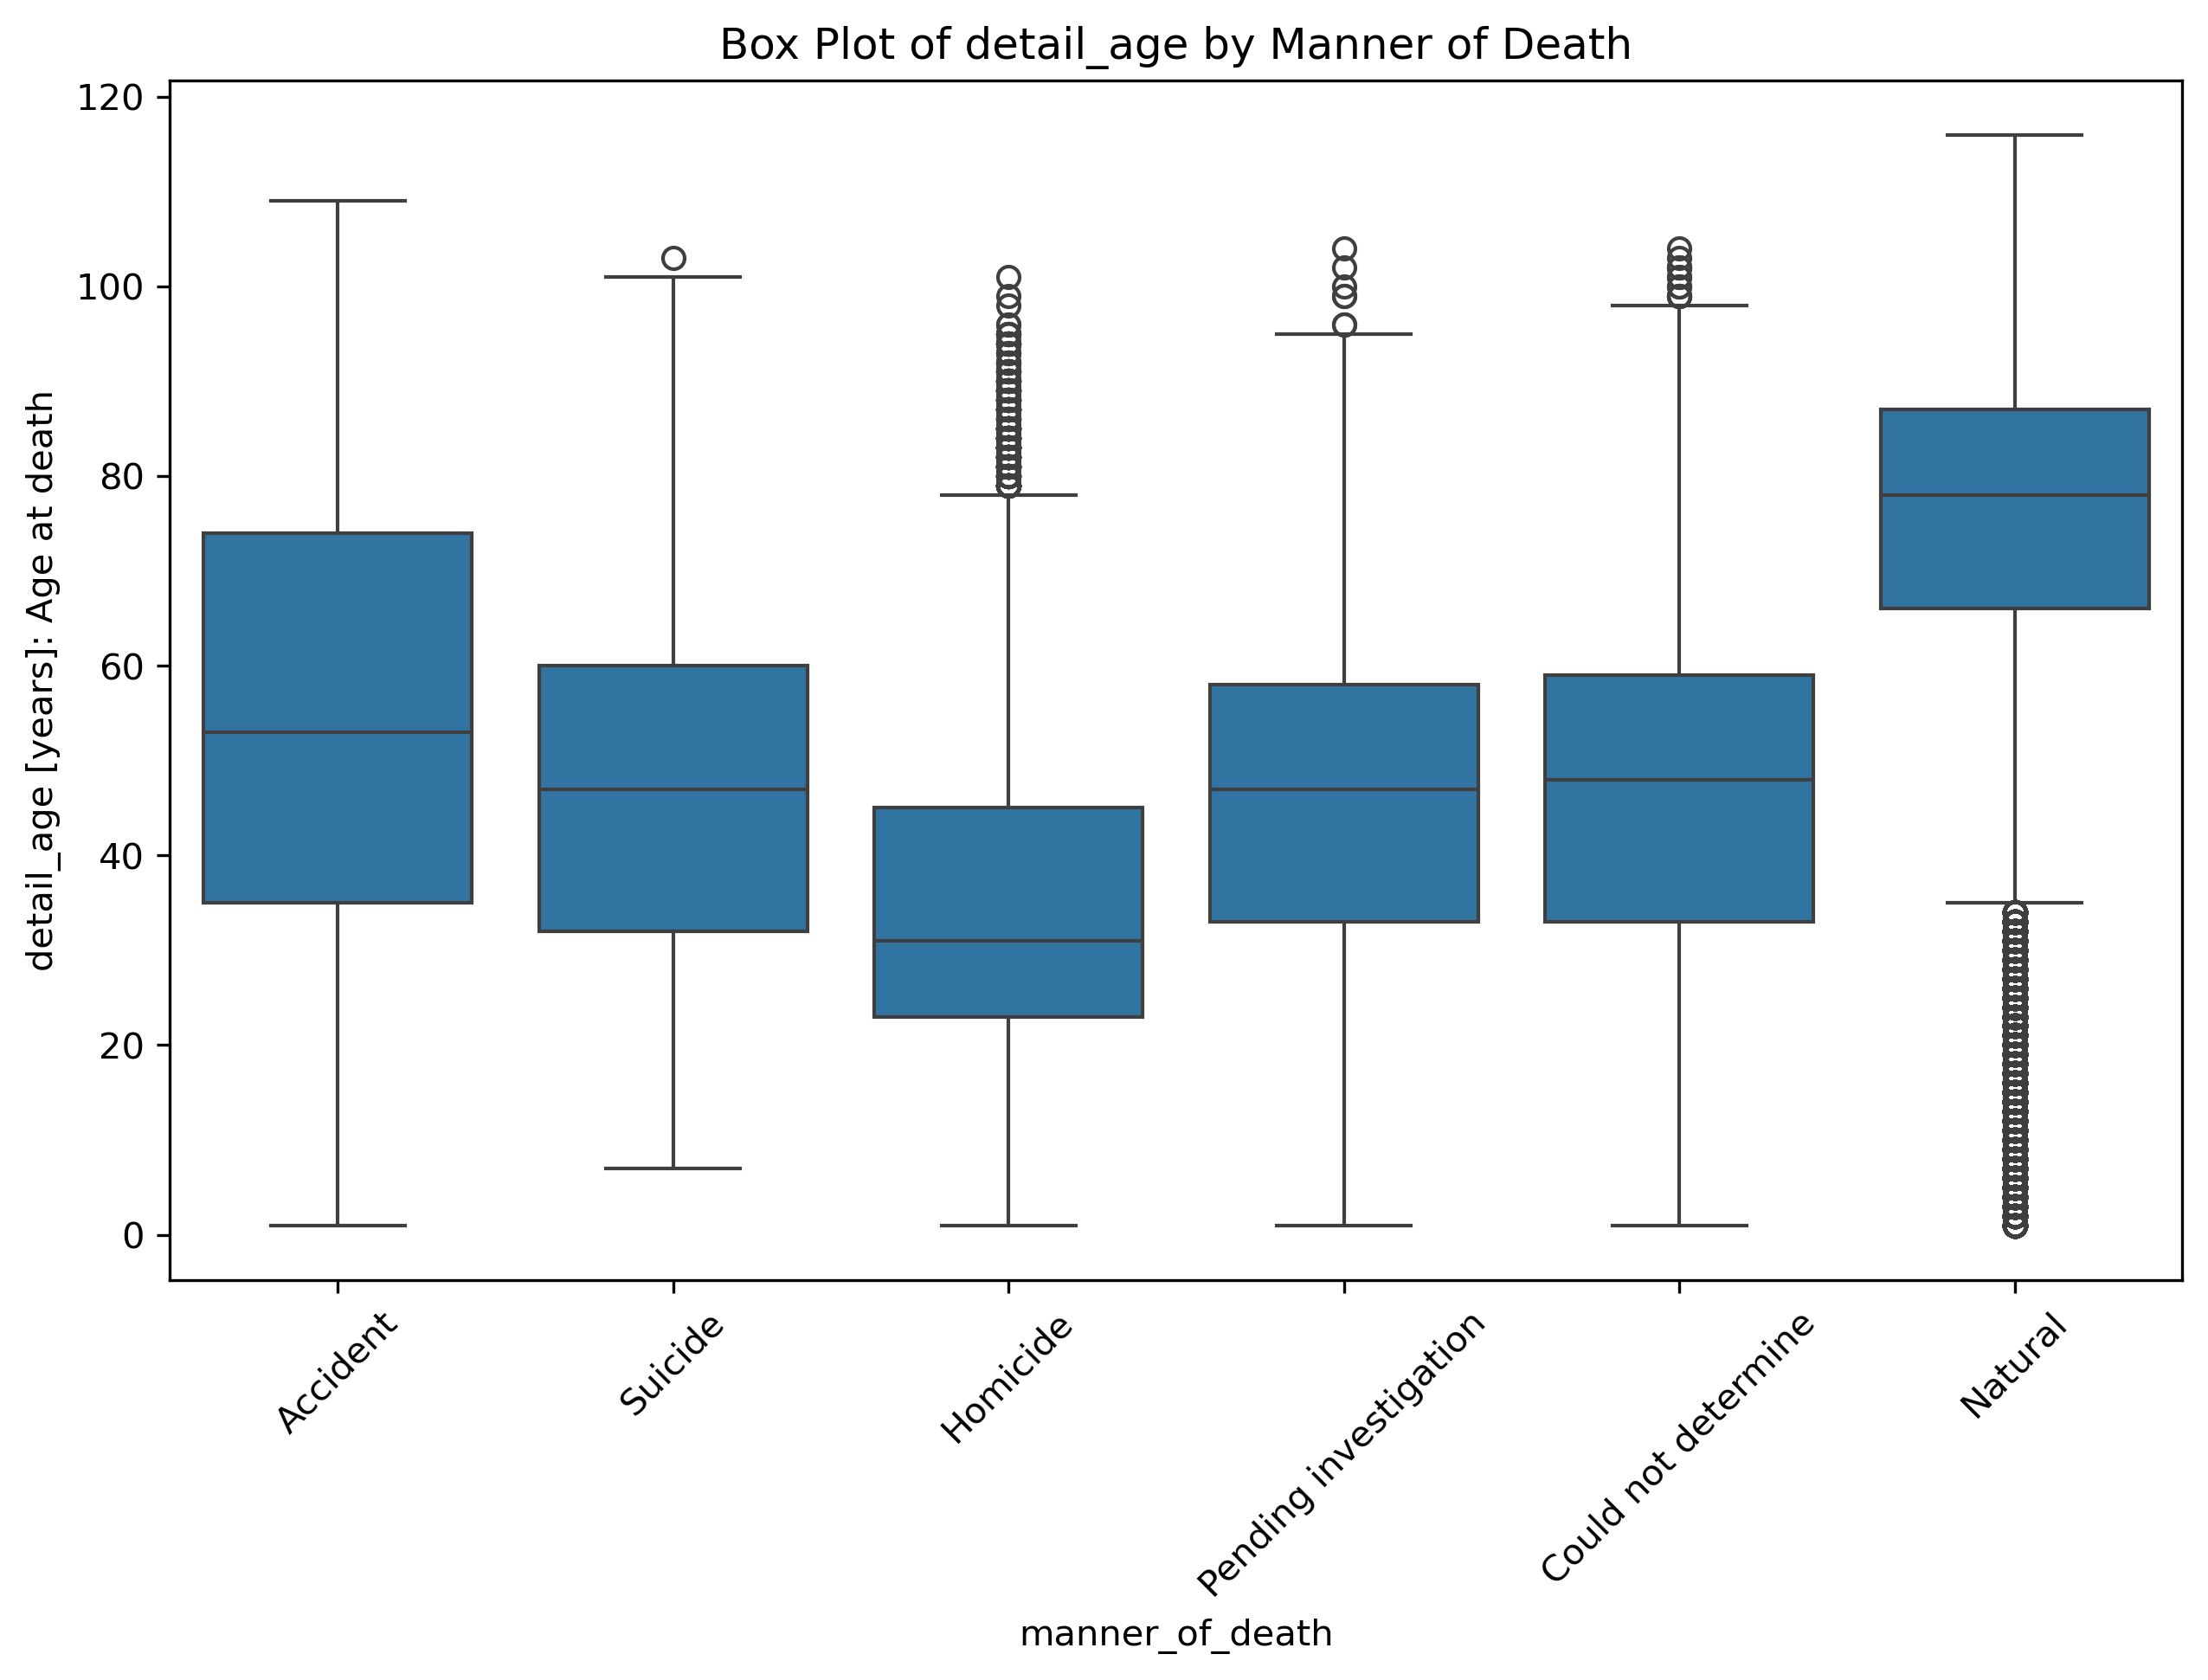 Box Plot of detail_age by Manner of Death
detail_age [years]: Age at death
120
100
80
60
40
20
0
Accident
Suicide
Homicide
Pending investigation
Could not determine
Natural
manner_of_death